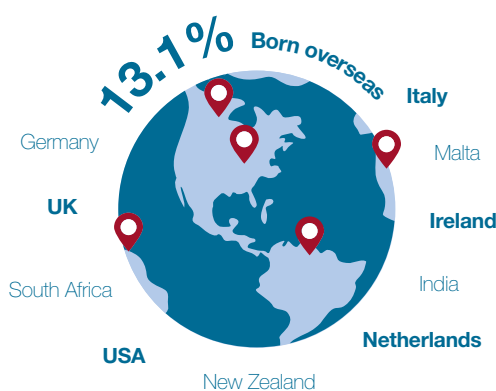 13.1%
Born overseas
Italy
Germany
Malta
UK
Ireland
South Africa
India
Netherlands
USA
New Zealand